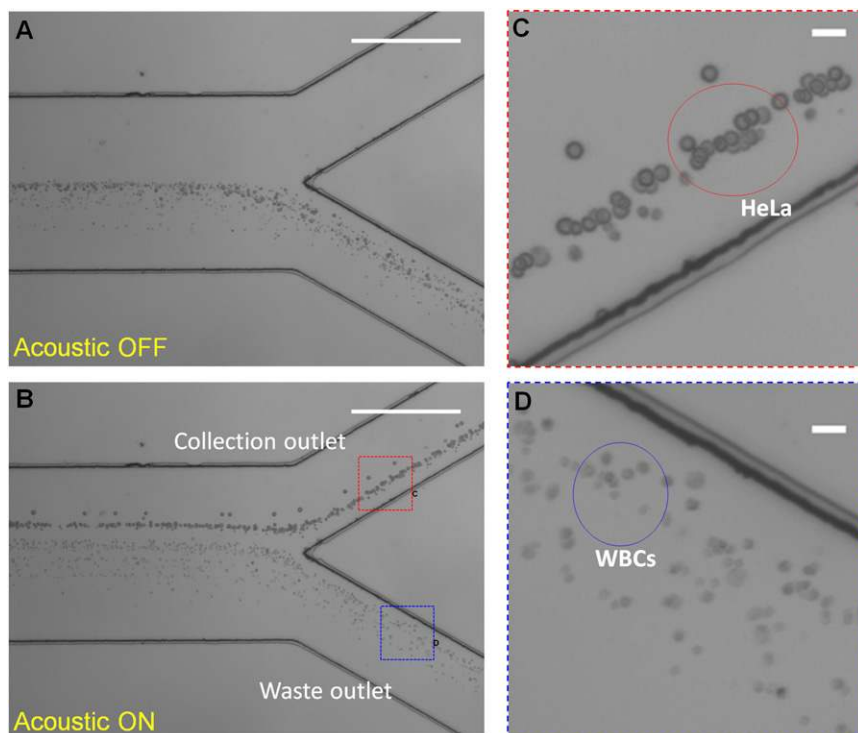 A
Acoustic OFF
B
Collection outlet
C
D
Waste outlet
Acoustic ON
C
HeLa
D
WBCs